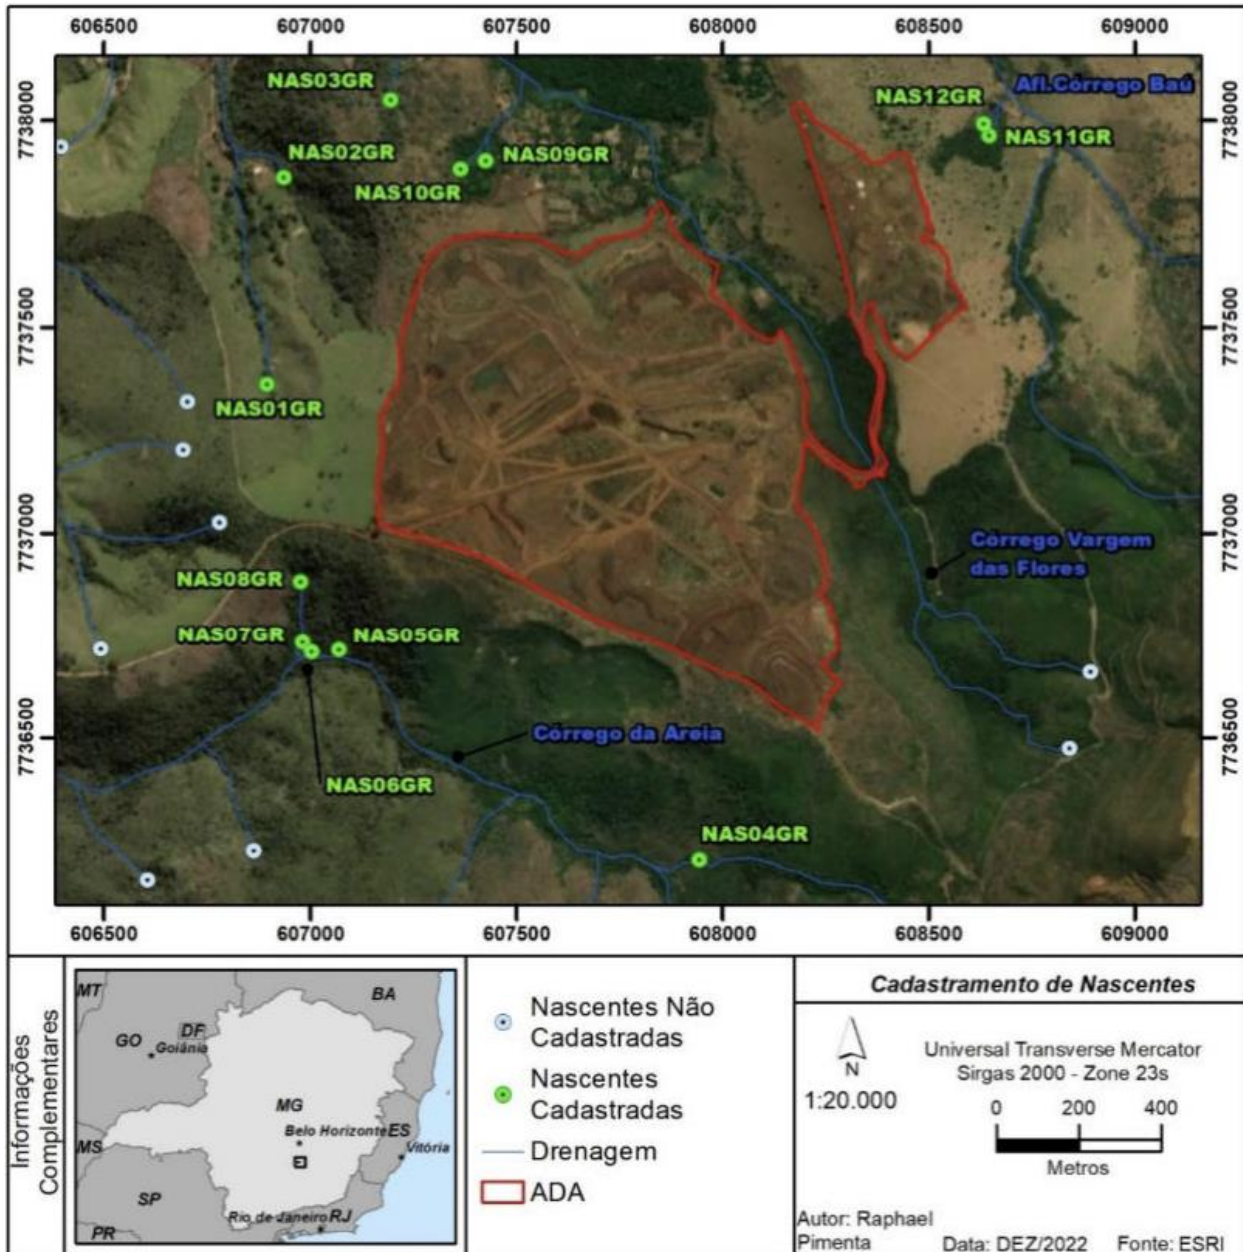 606500 607000 607500 608000 608500 609000
7738000
7737500
7737000
7736500
7738000
7737500
7737000
7736500
NAS03GR
NAS12GR
Afl.Córrego Baú
NAS11GR
NAS02GR
NAS09GR
NAS10GR
NAS01GR
Córrego Vargem
das Flores
NAS08GR
NAS07GR
NAS05GR
Córrego da Areia
NAS06GR
NAS04GR
606500 607000 607500 608000 608500 609000
Informações
Complementares
MT
BA
GO
DF
Goiânia
MG
Belo Horizonte
ES
Vitória
MS
SP
Rio de Janeiro
RJ
PR
Nascentes Não
Cadastradas
Nascentes
Cadastradas
Drenagem
ADA
Cadastramento de Nascentes
N
1:20.000
Universal Transverse Mercator
Sirgas 2000 - Zone 23s
0 200 400
Metros
Autor: Raphael
Pimenta
Data: DEZ/2022
Fonte: ESRI